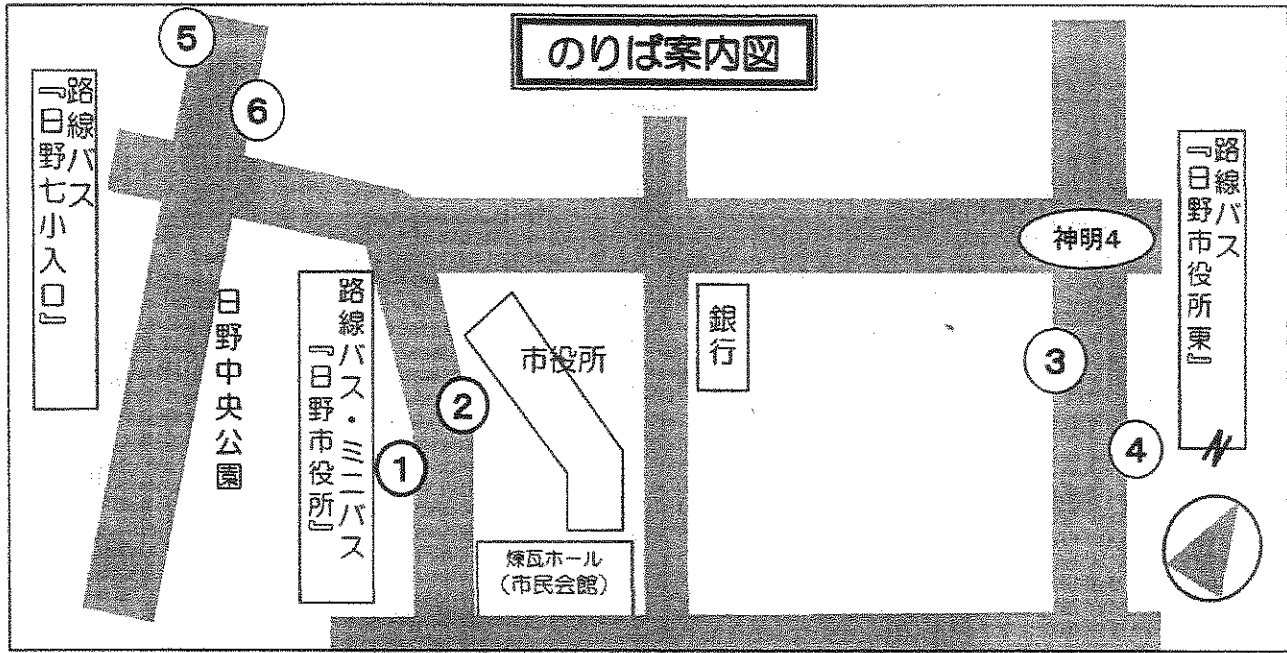 のりば案内図
5
6
路線バス
『日野七小入口』
日野中央公園
路線バス・ミニバス
『日野市役所』
1
2
市役所
煉瓦ホール
(市民会館)
銀行
神明4
3
4
路線バス
『日野市役所東』
N